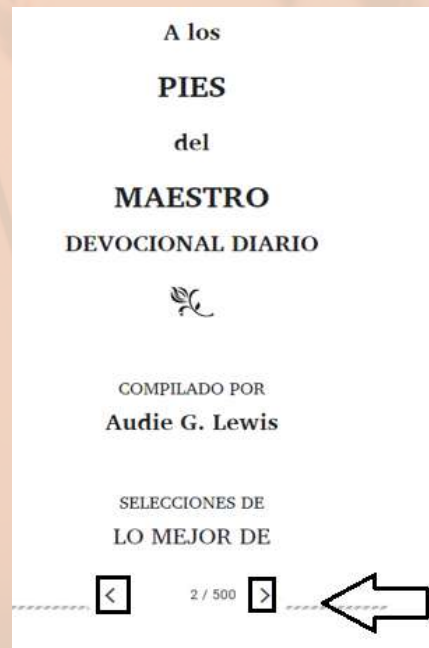 A los
PIES
del
MAESTRO
DEVOCIONAL DIARIO
COMPILADO POR
Audie G. Lewis
SELECCIONES DE
LO MEJOR DE
< 2 / 500 >